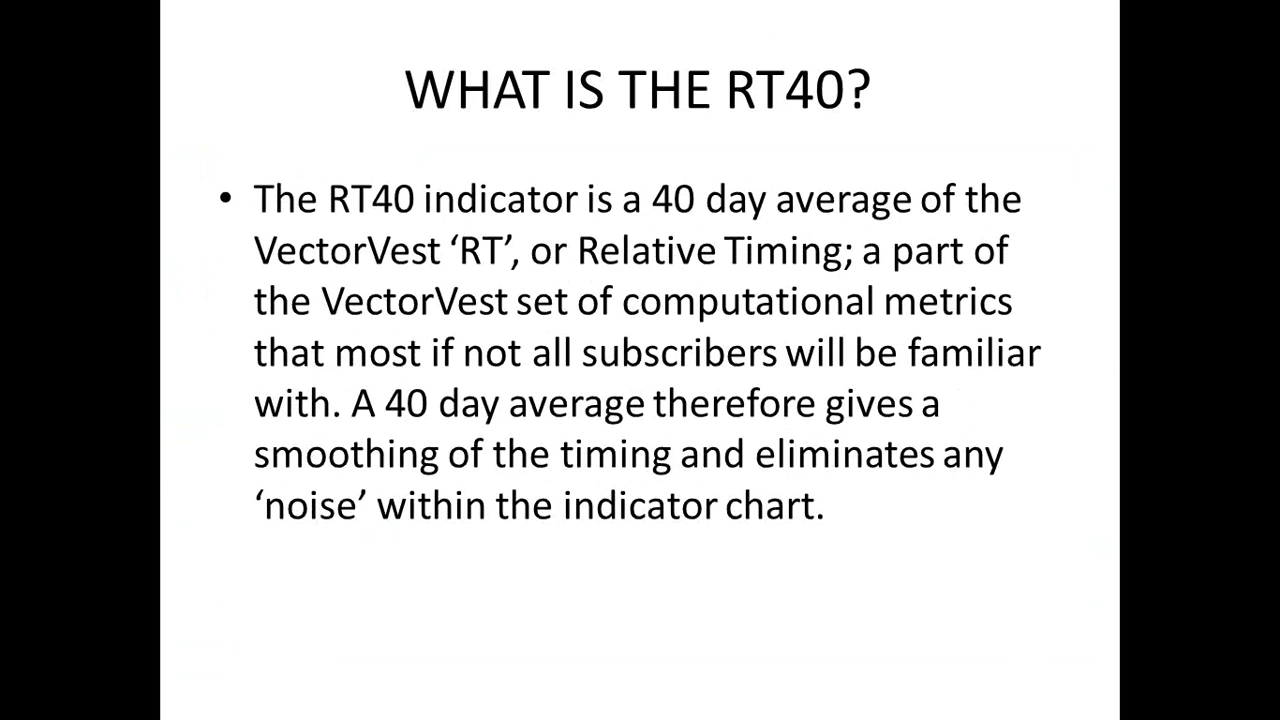 WHAT IS THE RT40?
• The RT40 indicator is a 40 day average of the
VectorVest ‘RT’, or Relative Timing; a part of
the VectorVest set of computational metrics
that most if not all subscribers will be familiar
with. A 40 day average therefore gives a
smoothing of the timing and eliminates any
‘noise’ within the indicator chart.